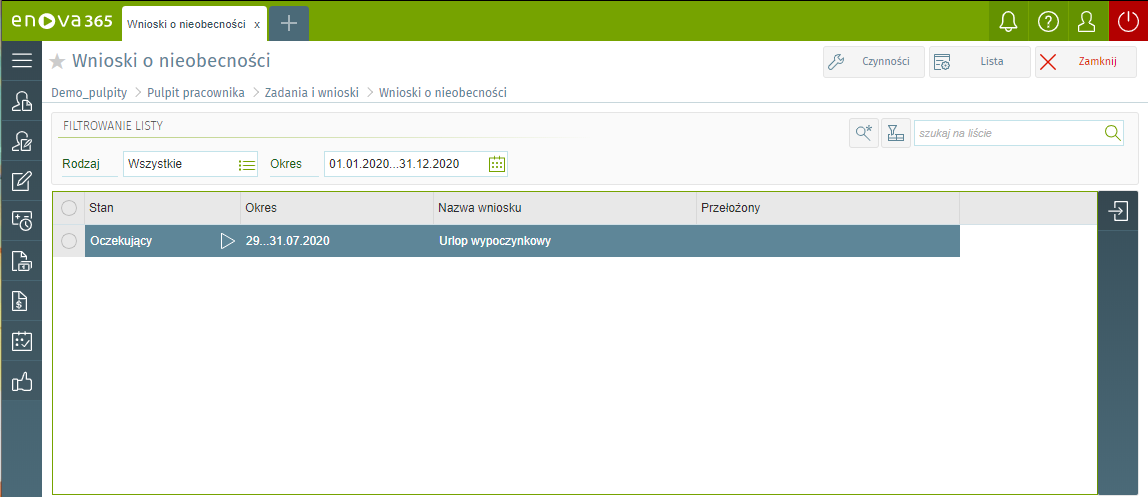 enova365 Wnioski o nieobecności x
Wnioski o nieobecności Czynności Lista Zamknij
Demo_pulpity Pulpit pracownika Zadania i wnioski Wnioski o nieobecności
FILTROWANIE LISTY szukaj na liście
Rodzaj Wszystkie Okres 01.01.2020...31.12.2020
Stan Okres Nazwa wniosku Przełożony
Oczekujący 29...31.07.2020 Urlop wypoczynkowy